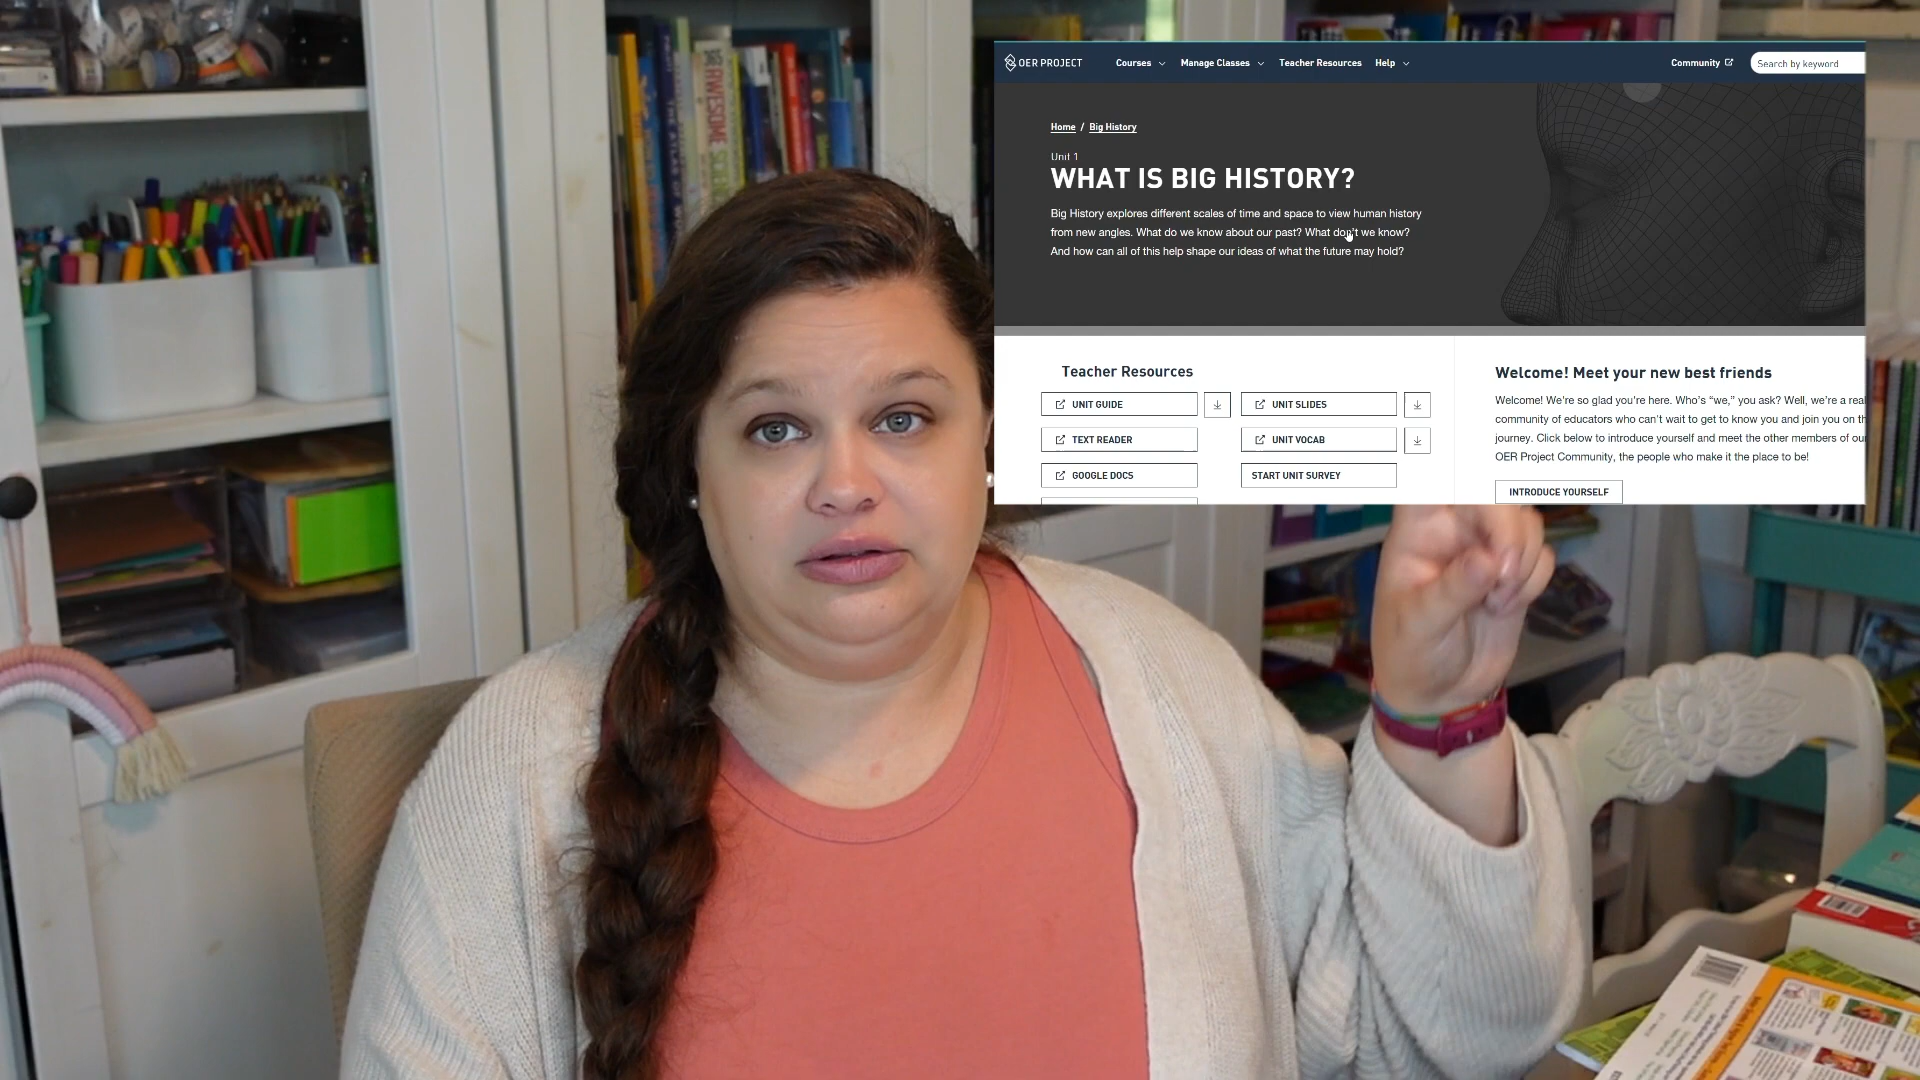 OER PROJECT
Courses
Manage Classes
Teacher Resources
Help
Community
Search by keyword
Home / Big History
Unit 1
WHAT IS BIG HISTORY?
Big History explores different scales of time and space to view human history
from new angles. What do we know about our past? What don't we know?
And how can all of this help shape our ideas of what the future may hold?
Teacher Resources
UNIT GUIDE
UNIT SLIDES
TEXT READER
UNIT VOCAB
GOOGLE DOCS
START UNIT SURVEY
Welcome! Meet your new best friends
Welcome! We're so glad you're here. Who's “we,” you ask? Well, we're a real
community of educators who can't wait to get to know you and join you on
journey. Click below to introduce yourself and meet the other members of
OER Project Community, the people who make it the place to be!
INTRODUCE YOURSELF
AWESOME